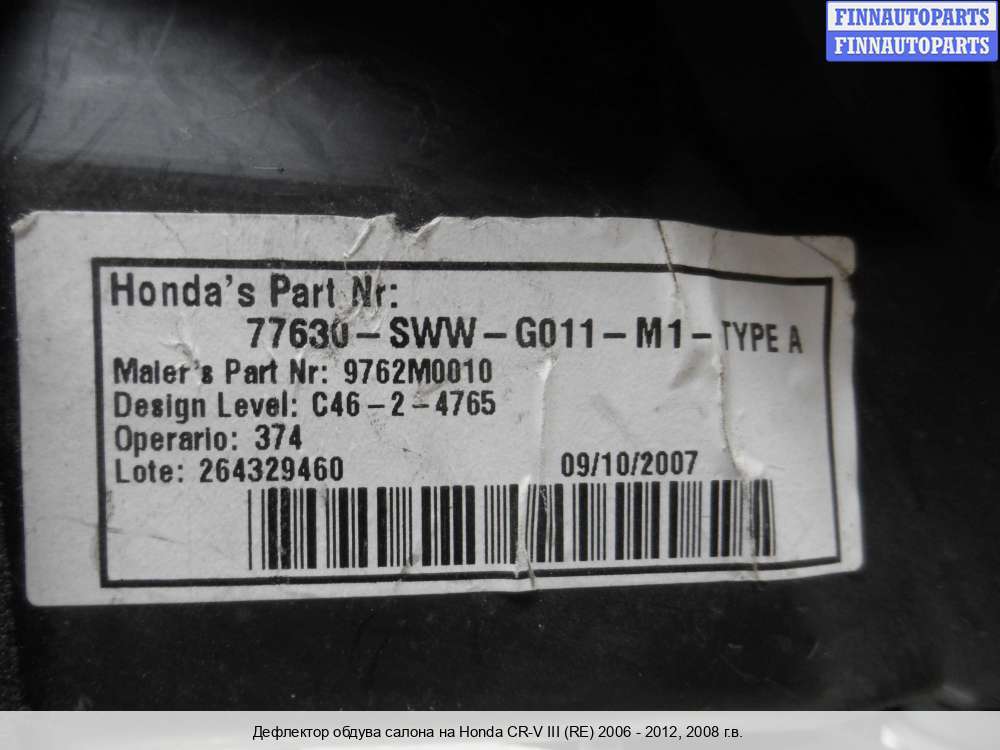 FINNAUTOPARTS
FINNAUTOPARTS
Honda's Part Nr:
77630-SWW-G011-M1-TYPE A
Maier's Part Nr: 9762M0010
Design Level: C46-2-4765
Operario: 374
Lote: 264329460
09/10/2007
Дефлектор обдува салона на Honda CR-V III (RE) 2006 - 2012, 2008 г.в.